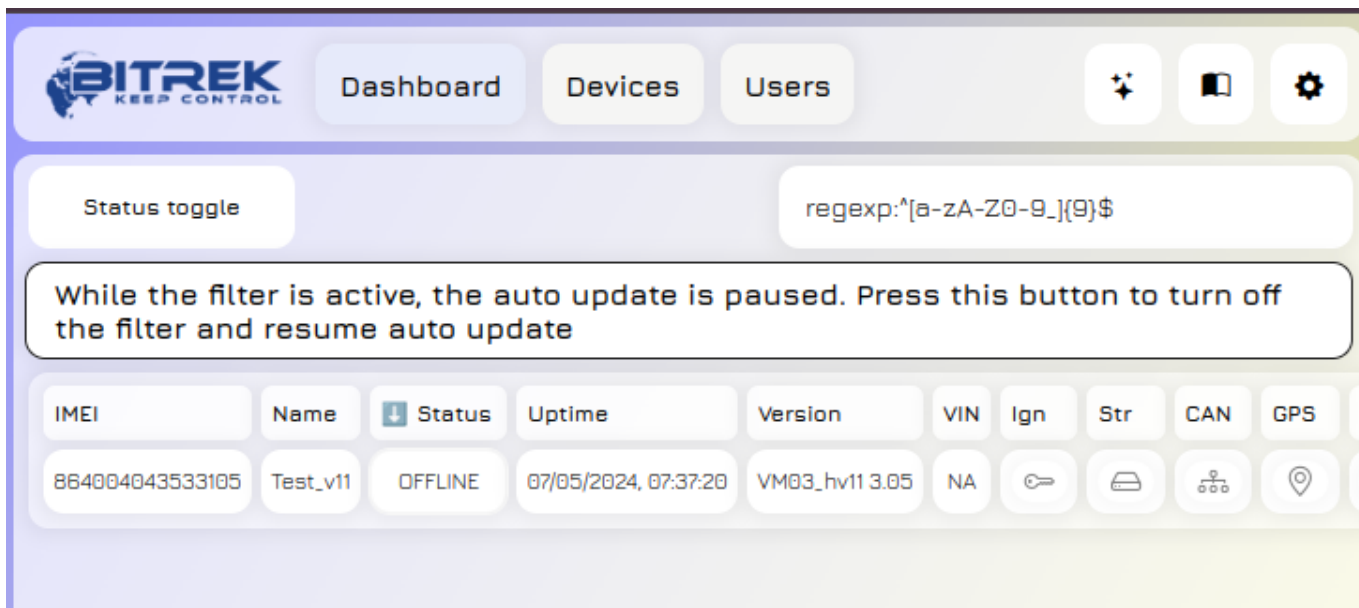 BITREK
KEEP CONTROL
Dashboard
Devices
Users
Status toggle
regexp:^[a-zA-Z0-9_]{9}$
While the filter is active, the auto update is paused. Press this button to turn off
the filter and resume auto update
IMEI Name ⬇️ Status Uptime Version VIN Ign Str CAN GPS
864004043533105 Test_v11 OFFLINE 07/05/2024, 07:37:20 VM03_hv11 3.05 NA